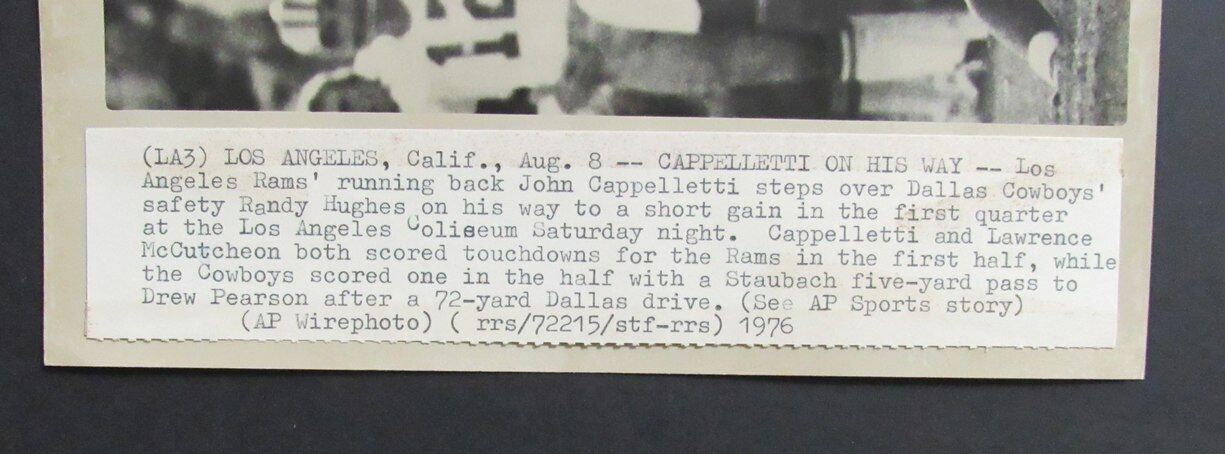 (LA3) LOS ANGELES, Calif., Aug. 8 -- CAPPELLETTI ON HIS WAY -- Los
Angeles Rams' running back John Cappelletti steps over Dallas Cowboys'
safety Randy Hughes on his way to a short gain in the first quarter
at the Los Angeles Coliseum Saturday night. Cappelletti and Lawrence
McCutcheon both scored touchdowns for the Rams in the first half, while
the Cowboys scored one in the half with a Staubach five-yard pass to
Drew Pearson after a 72-yard Dallas drive. (See AP Sports story)
(AP Wirephoto) ( rrs/72215/stf-rrs) 1976